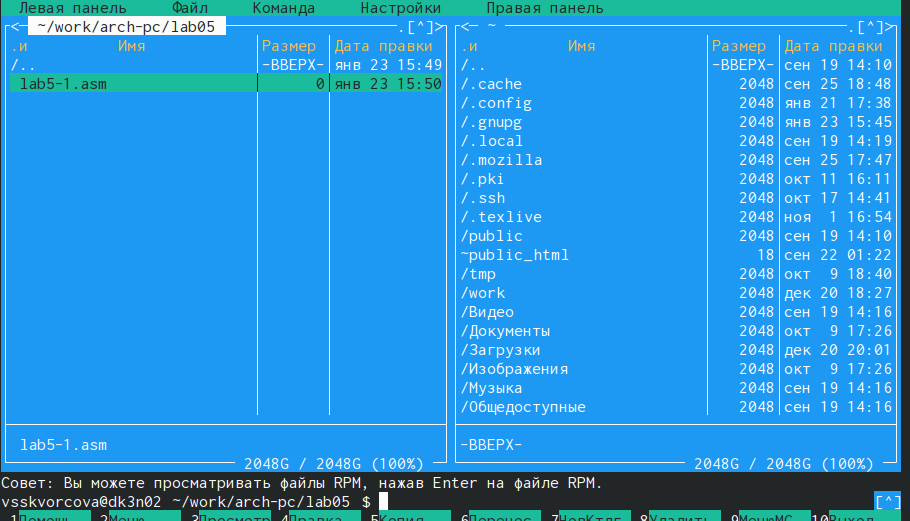 Левая панель Файл Команда Настройки Правая панель
~/work/arch-pc/lab05 .[^]>
.и Имя Размер Дата правки
/.. -ВВЕРХ- янв 23 15:49
lab5-1.asm 0 янв 23 15:50
lab5-1.asm
2048G / 2048G (100%)
<— ~ .[^]>
.и Имя Размер Дата правки
/.. -ВВЕРХ- сен 19 14:10
/.cache 2048 сен 25 18:48
/.config 2048 янв 21 17:38
/.gnupg 2048 янв 23 15:45
/.local 2048 сен 19 14:19
/.mozilla 2048 сен 25 17:47
/.pki 2048 окт 11 16:11
/.ssh 2048 окт 17 14:41
/.texlive 2048 ноя 1 16:54
/public 2048 сен 19 14:10
~public_html 18 сен 22 01:22
/tmp 2048 окт 9 18:40
/work 2048 дек 20 18:27
/Видео 2048 сен 19 14:16
/Документы 2048 окт 9 17:26
/Загрузки 2048 дек 20 20:01
/Изображения 2048 окт 9 17:26
/Музыка 2048 сен 19 14:16
/Общедоступные 2048 сен 19 14:16
-ВВЕРХ-
2048G / 2048G (100%)
Совет: Вы можете просматривать файлы RPM, нажав Enter на файле RPM.
vsskvorcova@dk3n02 ~/work/arch-pc/lab05 $ [^]
1Помощь 2Меню 3Просмотр 4Правка 5Копия 6Перенос 7НовКтлг 8Удалить 9МенюMC 10Выход